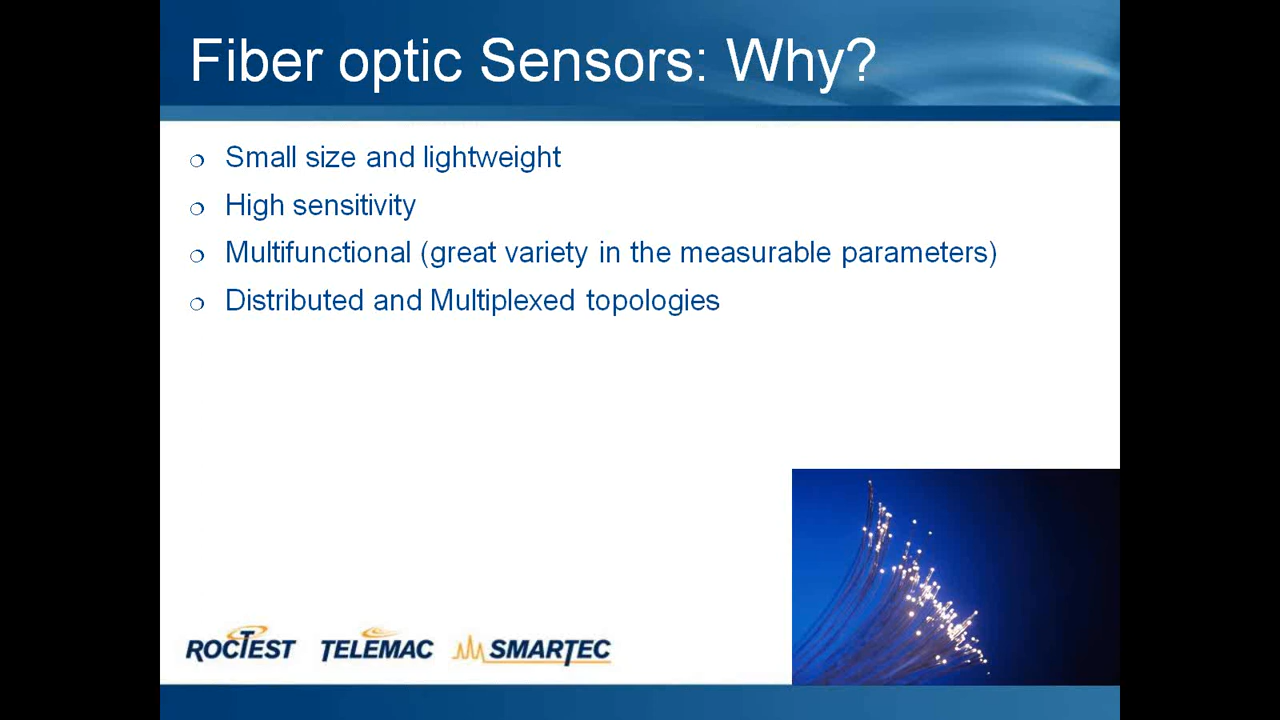 Fiber optic Sensors: Why?
Small size and lightweight
High sensitivity
Multifunctional (great variety in the measurable parameters)
Distributed and Multiplexed topologies
ROCTEST TELEMAC SMARTEC